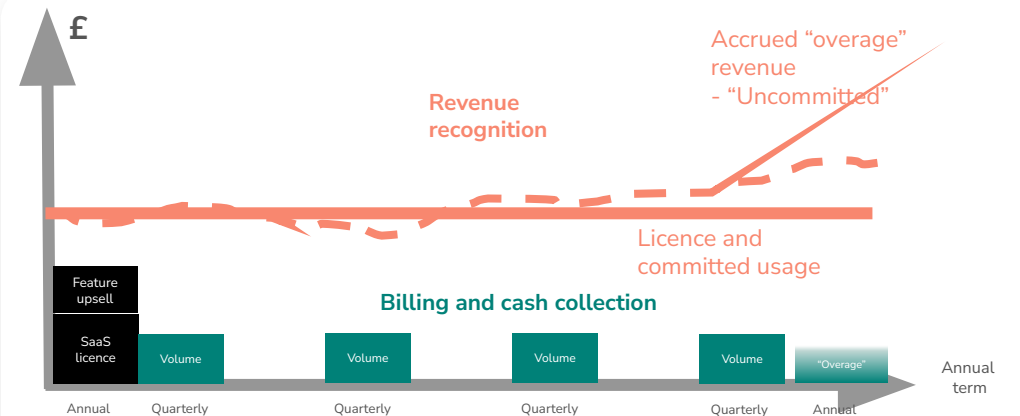 £
Accrued “overage”
revenue
- “Uncommitted”
Revenue
recognition
Licence and
committed usage
Feature
upsell
Billing and cash collection
SaaS
licence
Volume
Volume
Volume
Volume
“Overage”
Annual
term
Annual
Quarterly
Quarterly
Quarterly
Quarterly
Annual